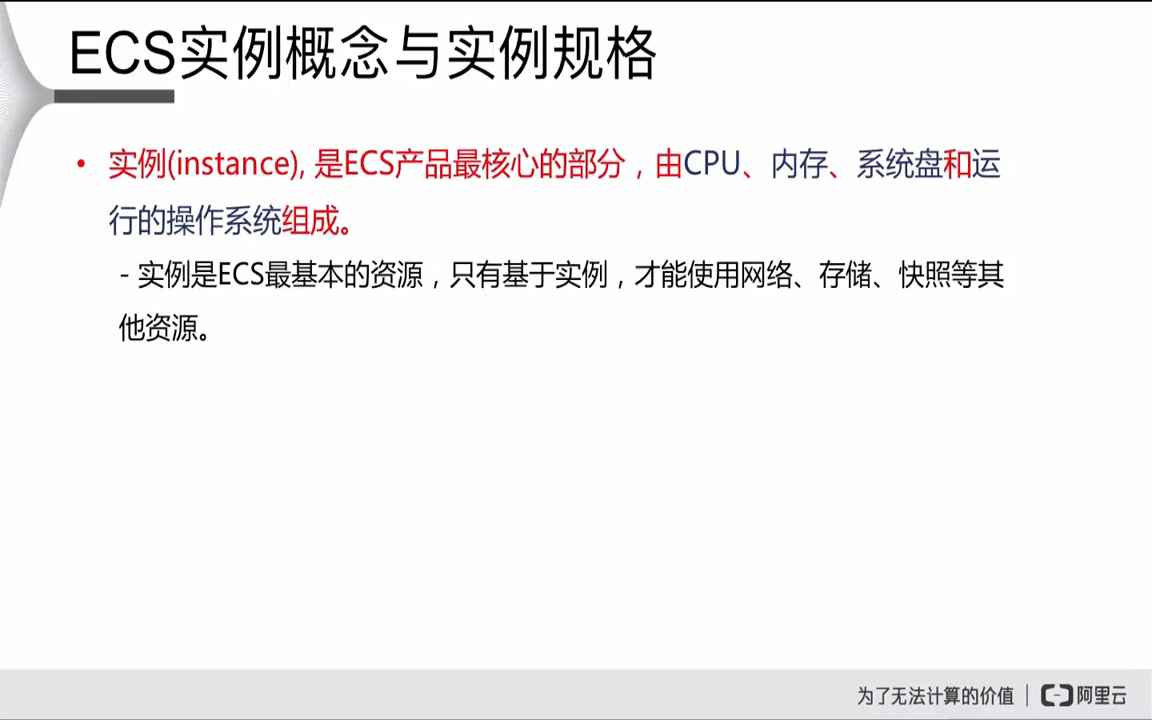 ECS实例概念与实例规格
• 实例(instance), 是ECS产品最核心的部分，由CPU、内存、系统盘和运
行的操作系统组成。
- 实例是ECS最基本的资源，只有基于实例，才能使用网络、存储、快照等其
他资源。
为了无法计算的价值 | 阿里云